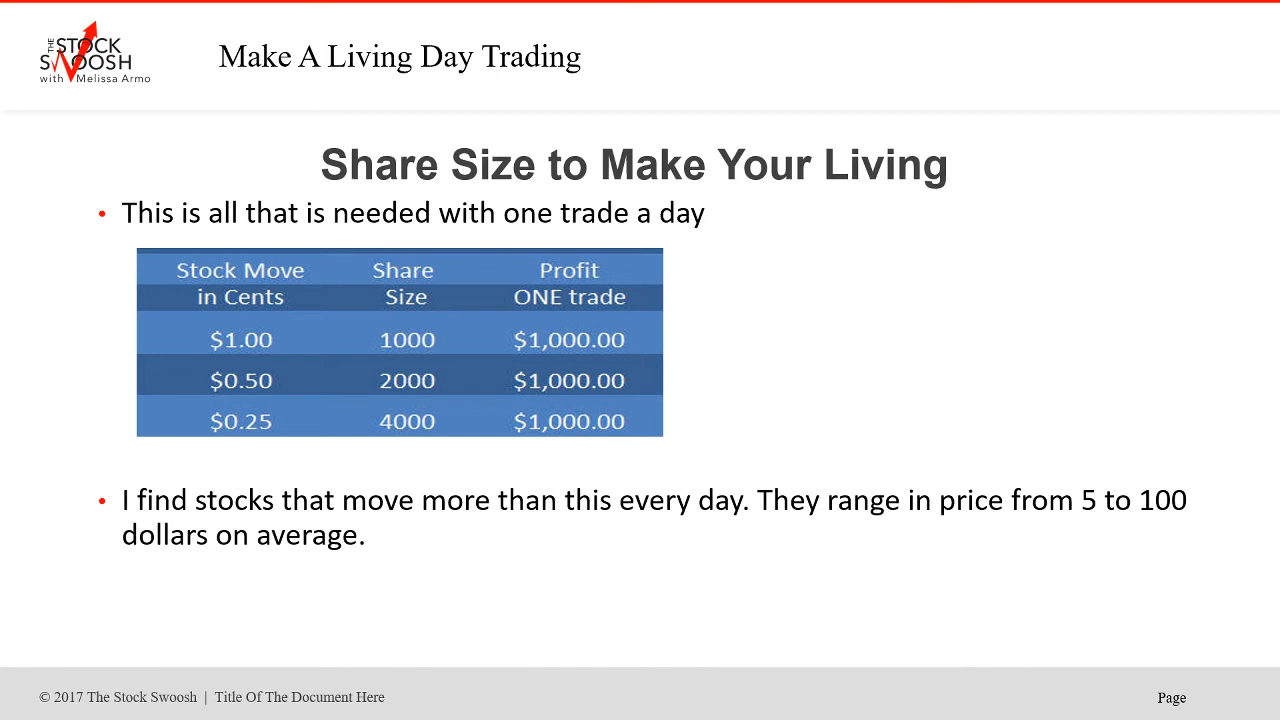 THE
STOCK
SWOOSH
with Melissa Armo
Make A Living Day Trading
Share Size to Make Your Living
• This is all that is needed with one trade a day
Stock Move Share Profit
in Cents Size ONE trade
$1.00 1000 $1,000.00
$0.50 2000 $1,000.00
$0.25 4000 $1,000.00
• I find stocks that move more than this every day. They range in price from 5 to 100
dollars on average.
© 2017 The Stock Swoosh | Title Of The Document Here
Page